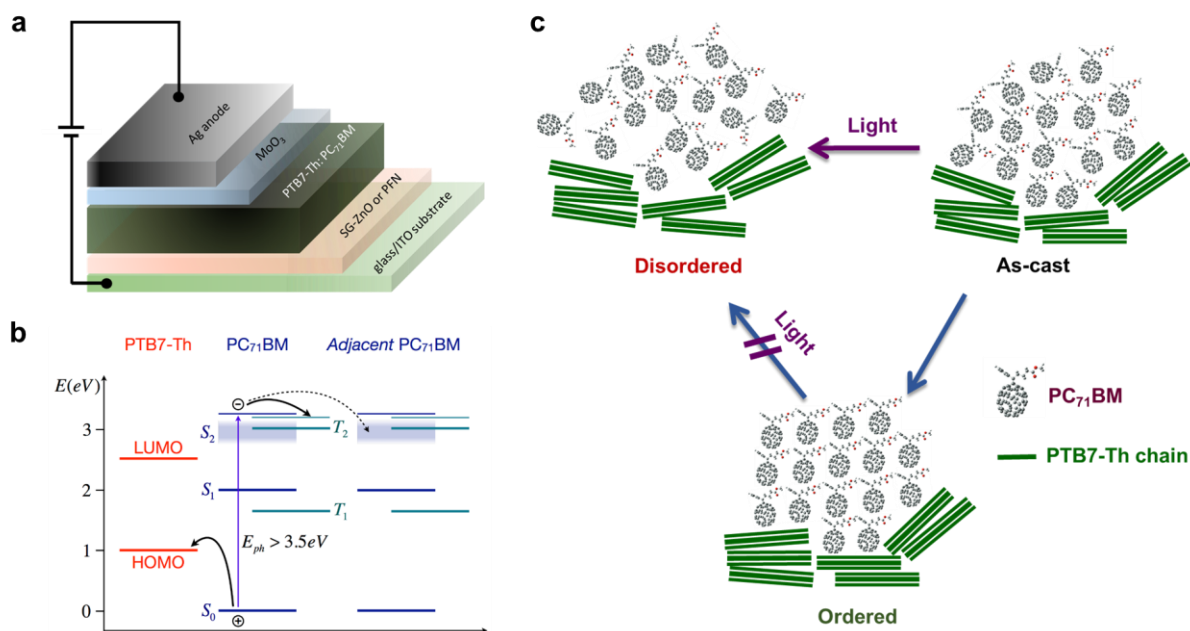 a
Ag anode
MoO₃
PTB7-Th: PC₇₁BM
SG-ZnO or PFN
glass/ITO substrate
b
PTB7-Th
PC₇₁BM
Adjacent PC₇₁BM
E(eV)
3
2
1
0
LUMO
HOMO
S₂
S₁
S₀
T₂
T₁
E_ph > 3.5eV
⊖
⊕
c
Light
Disordered
As-cast
Light
Ordered
PC₇₁BM
PTB7-Th chain